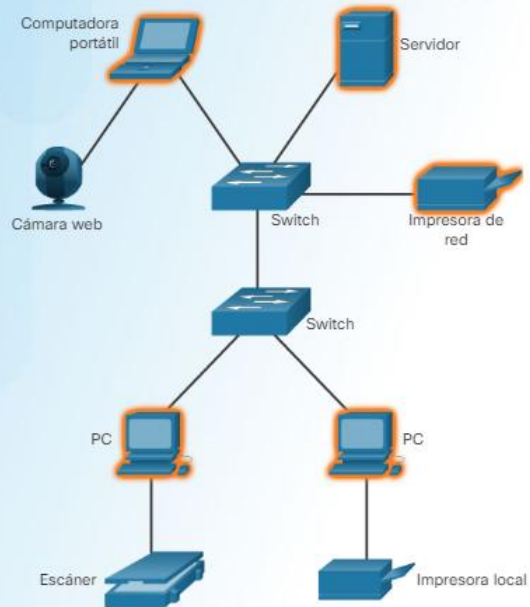 Computadora
portátil
Servidor
Cámara web
Switch
Impresora de
red
Switch
PC
PC
Escáner
Impresora local